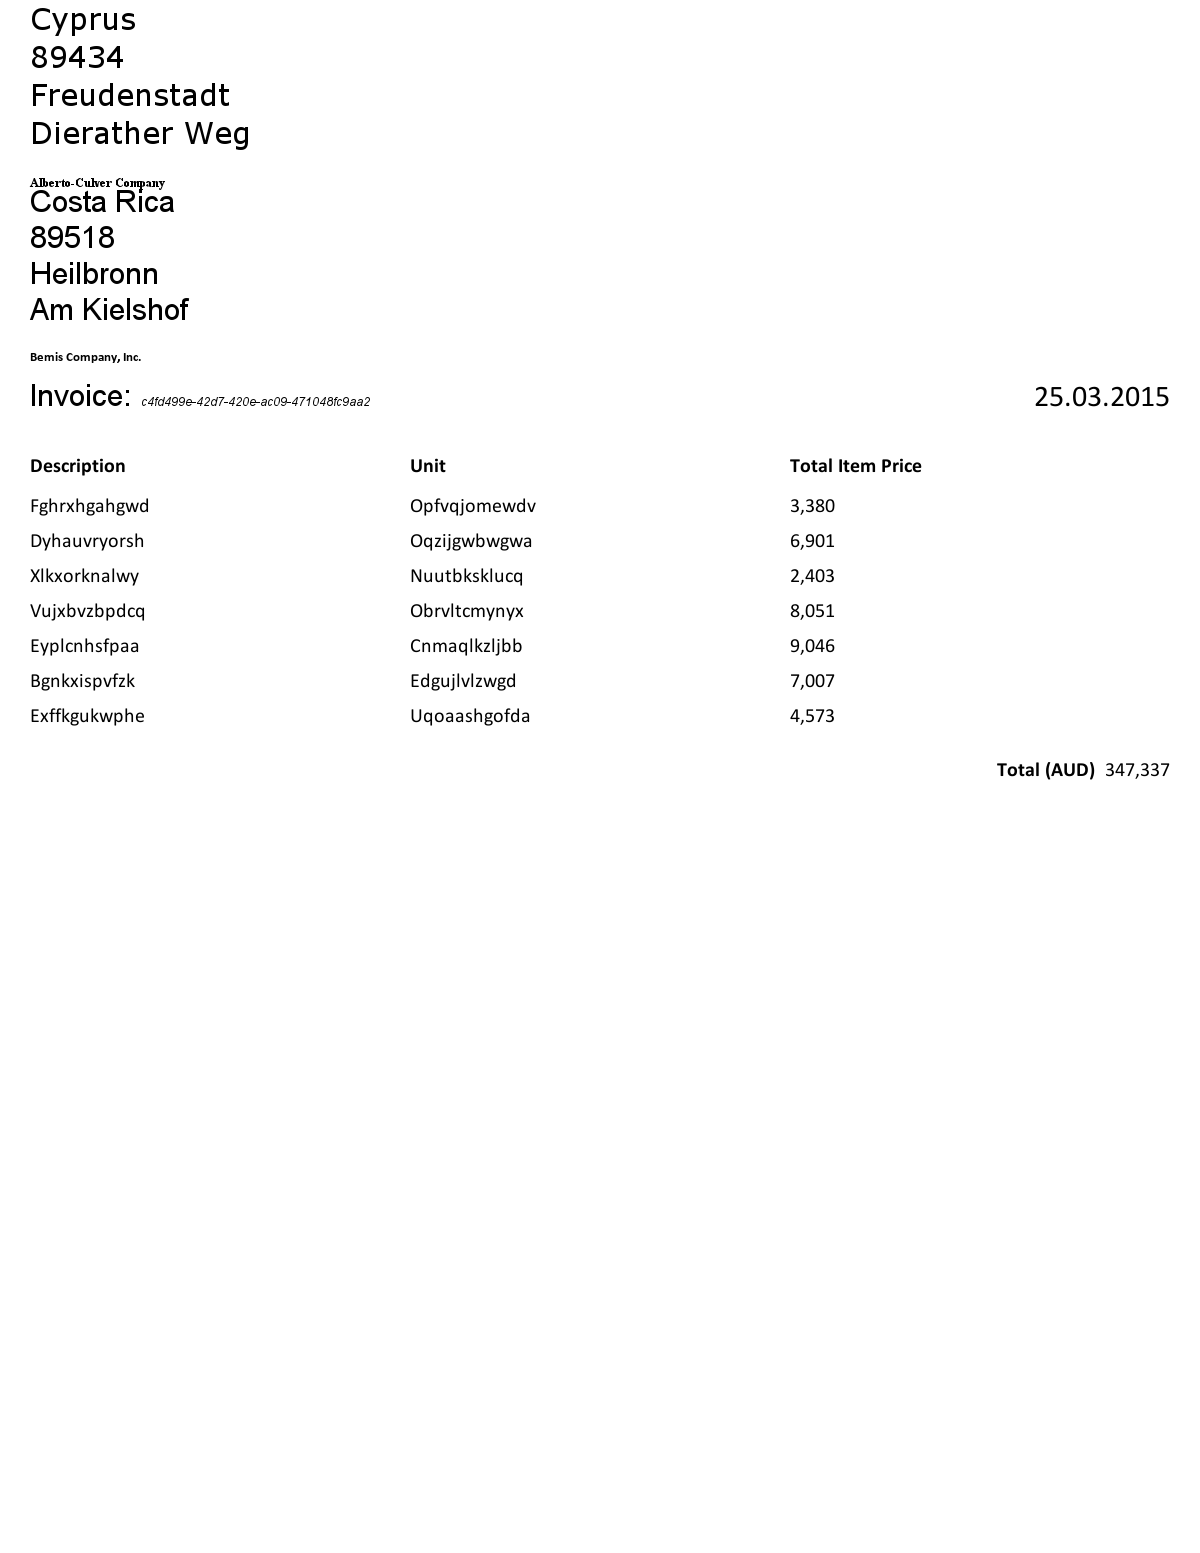 Cyprus
89434
Freudenstadt
Dierather Weg
Alberto-Culver Company
Costa Rica
89518
Heilbronn
Am Kielshof
Bemis Company, Inc.
Invoice: c4fd499e-42d7-420e-ac09-471048fc9aa2 25.03.2015
Description Unit Total Item Price
Fghrxhgahgwd Opfvqjomewdv 3,380
Dyhauvryorsh Oqzijgwbwgwa 6,901
Xlkxorknalwy Nuutbksklucq 2,403
Vujxbvzbpdcq Obrvltcmynyx 8,051
Eyplcnhsfpaa Cnmaqlkzljbb 9,046
Bgnkxispvfzk Edgujlvlzwgd 7,007
Exffkgukwphe Uqoaashgofda 4,573
Total (AUD) 347,337